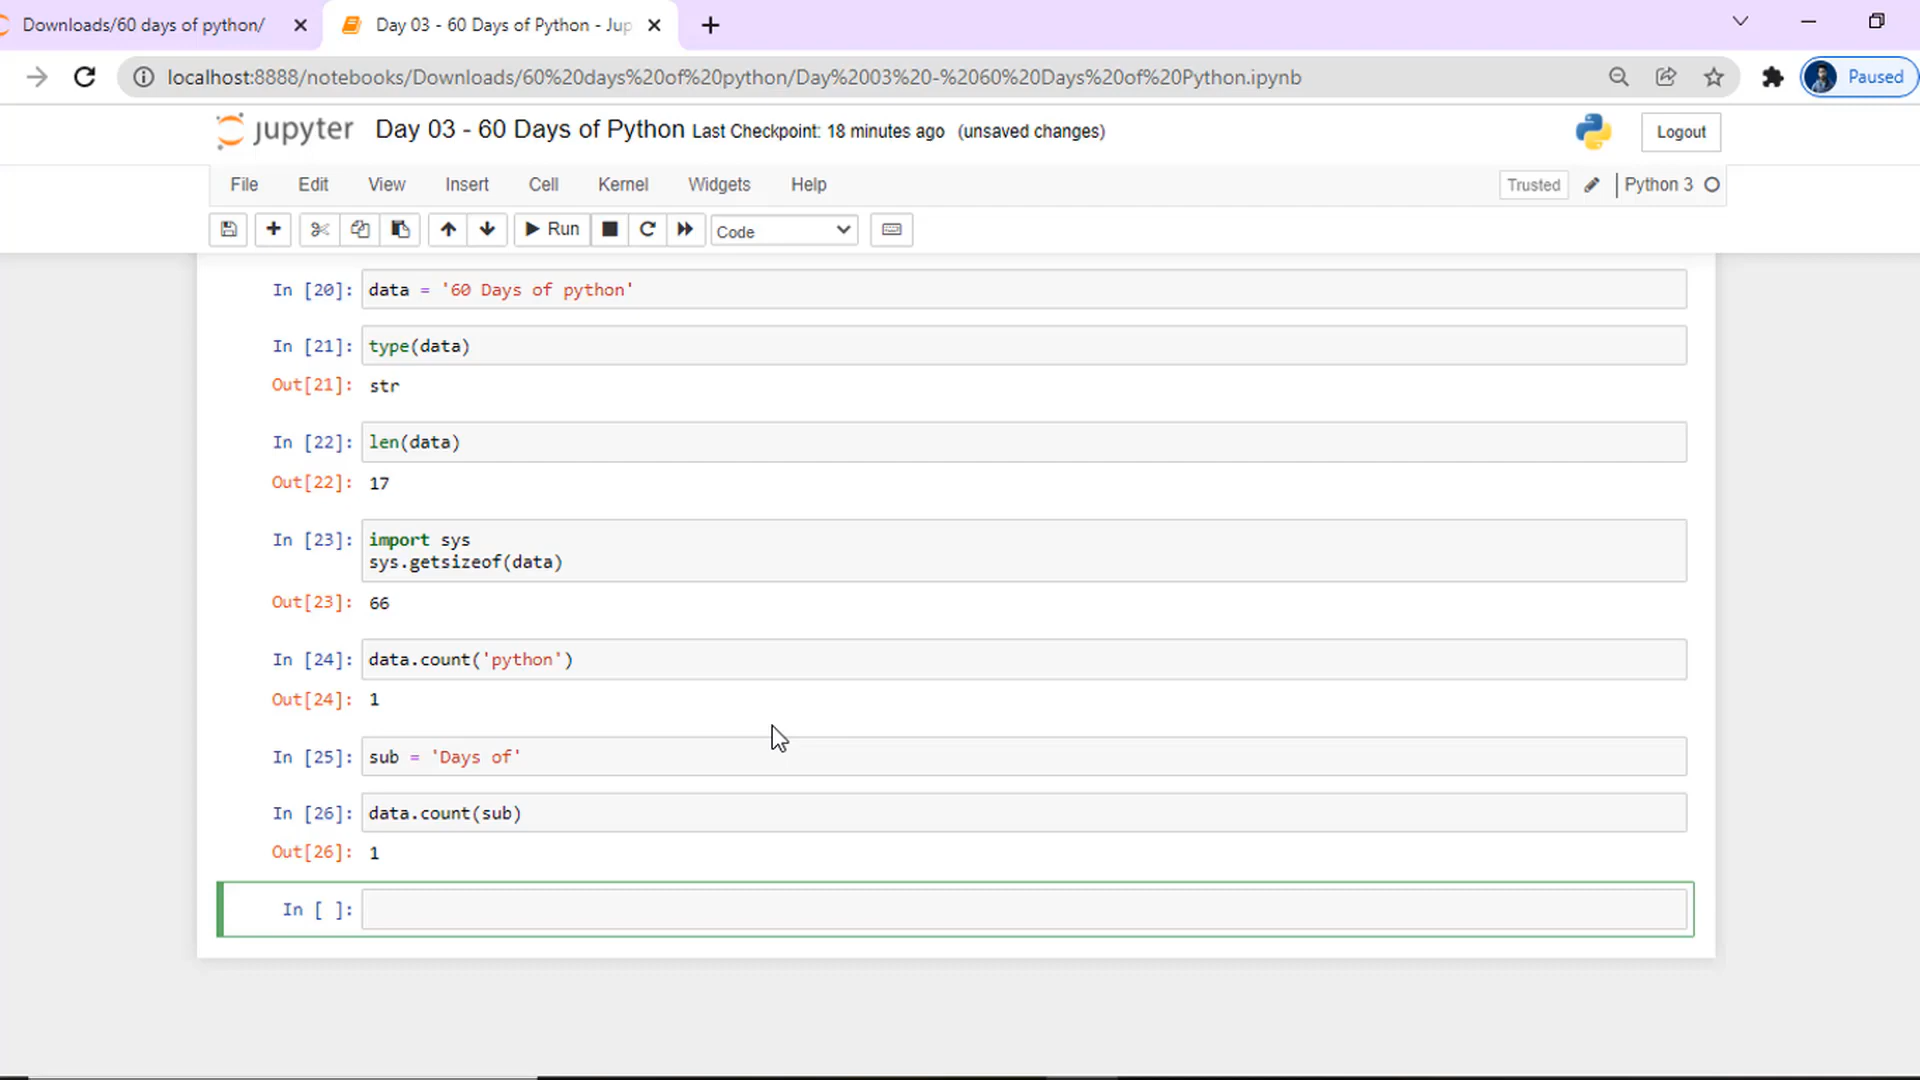 Downloads/60 days of python/
Day 03 - 60 Days of Python - Jup
localhost:8888/notebooks/Downloads/60%20days%20of%20python/Day%2003%20-%2060%20Days%20of%20Python.ipynb
Paused
jupyter Day 03 - 60 Days of Python Last Checkpoint: 18 minutes ago (unsaved changes)
Logout
File Edit View Insert Cell Kernel Widgets Help
Trusted Python 3
Run Code
In [20]: data = '60 Days of python'
In [21]: type(data)
Out[21]: str
In [22]: len(data)
Out[22]: 17
In [23]: import sys
sys.getsizeof(data)
Out[23]: 66
In [24]: data.count('python')
Out[24]: 1
In [25]: sub = 'Days of'
In [26]: data.count(sub)
Out[26]: 1
In [ ]: